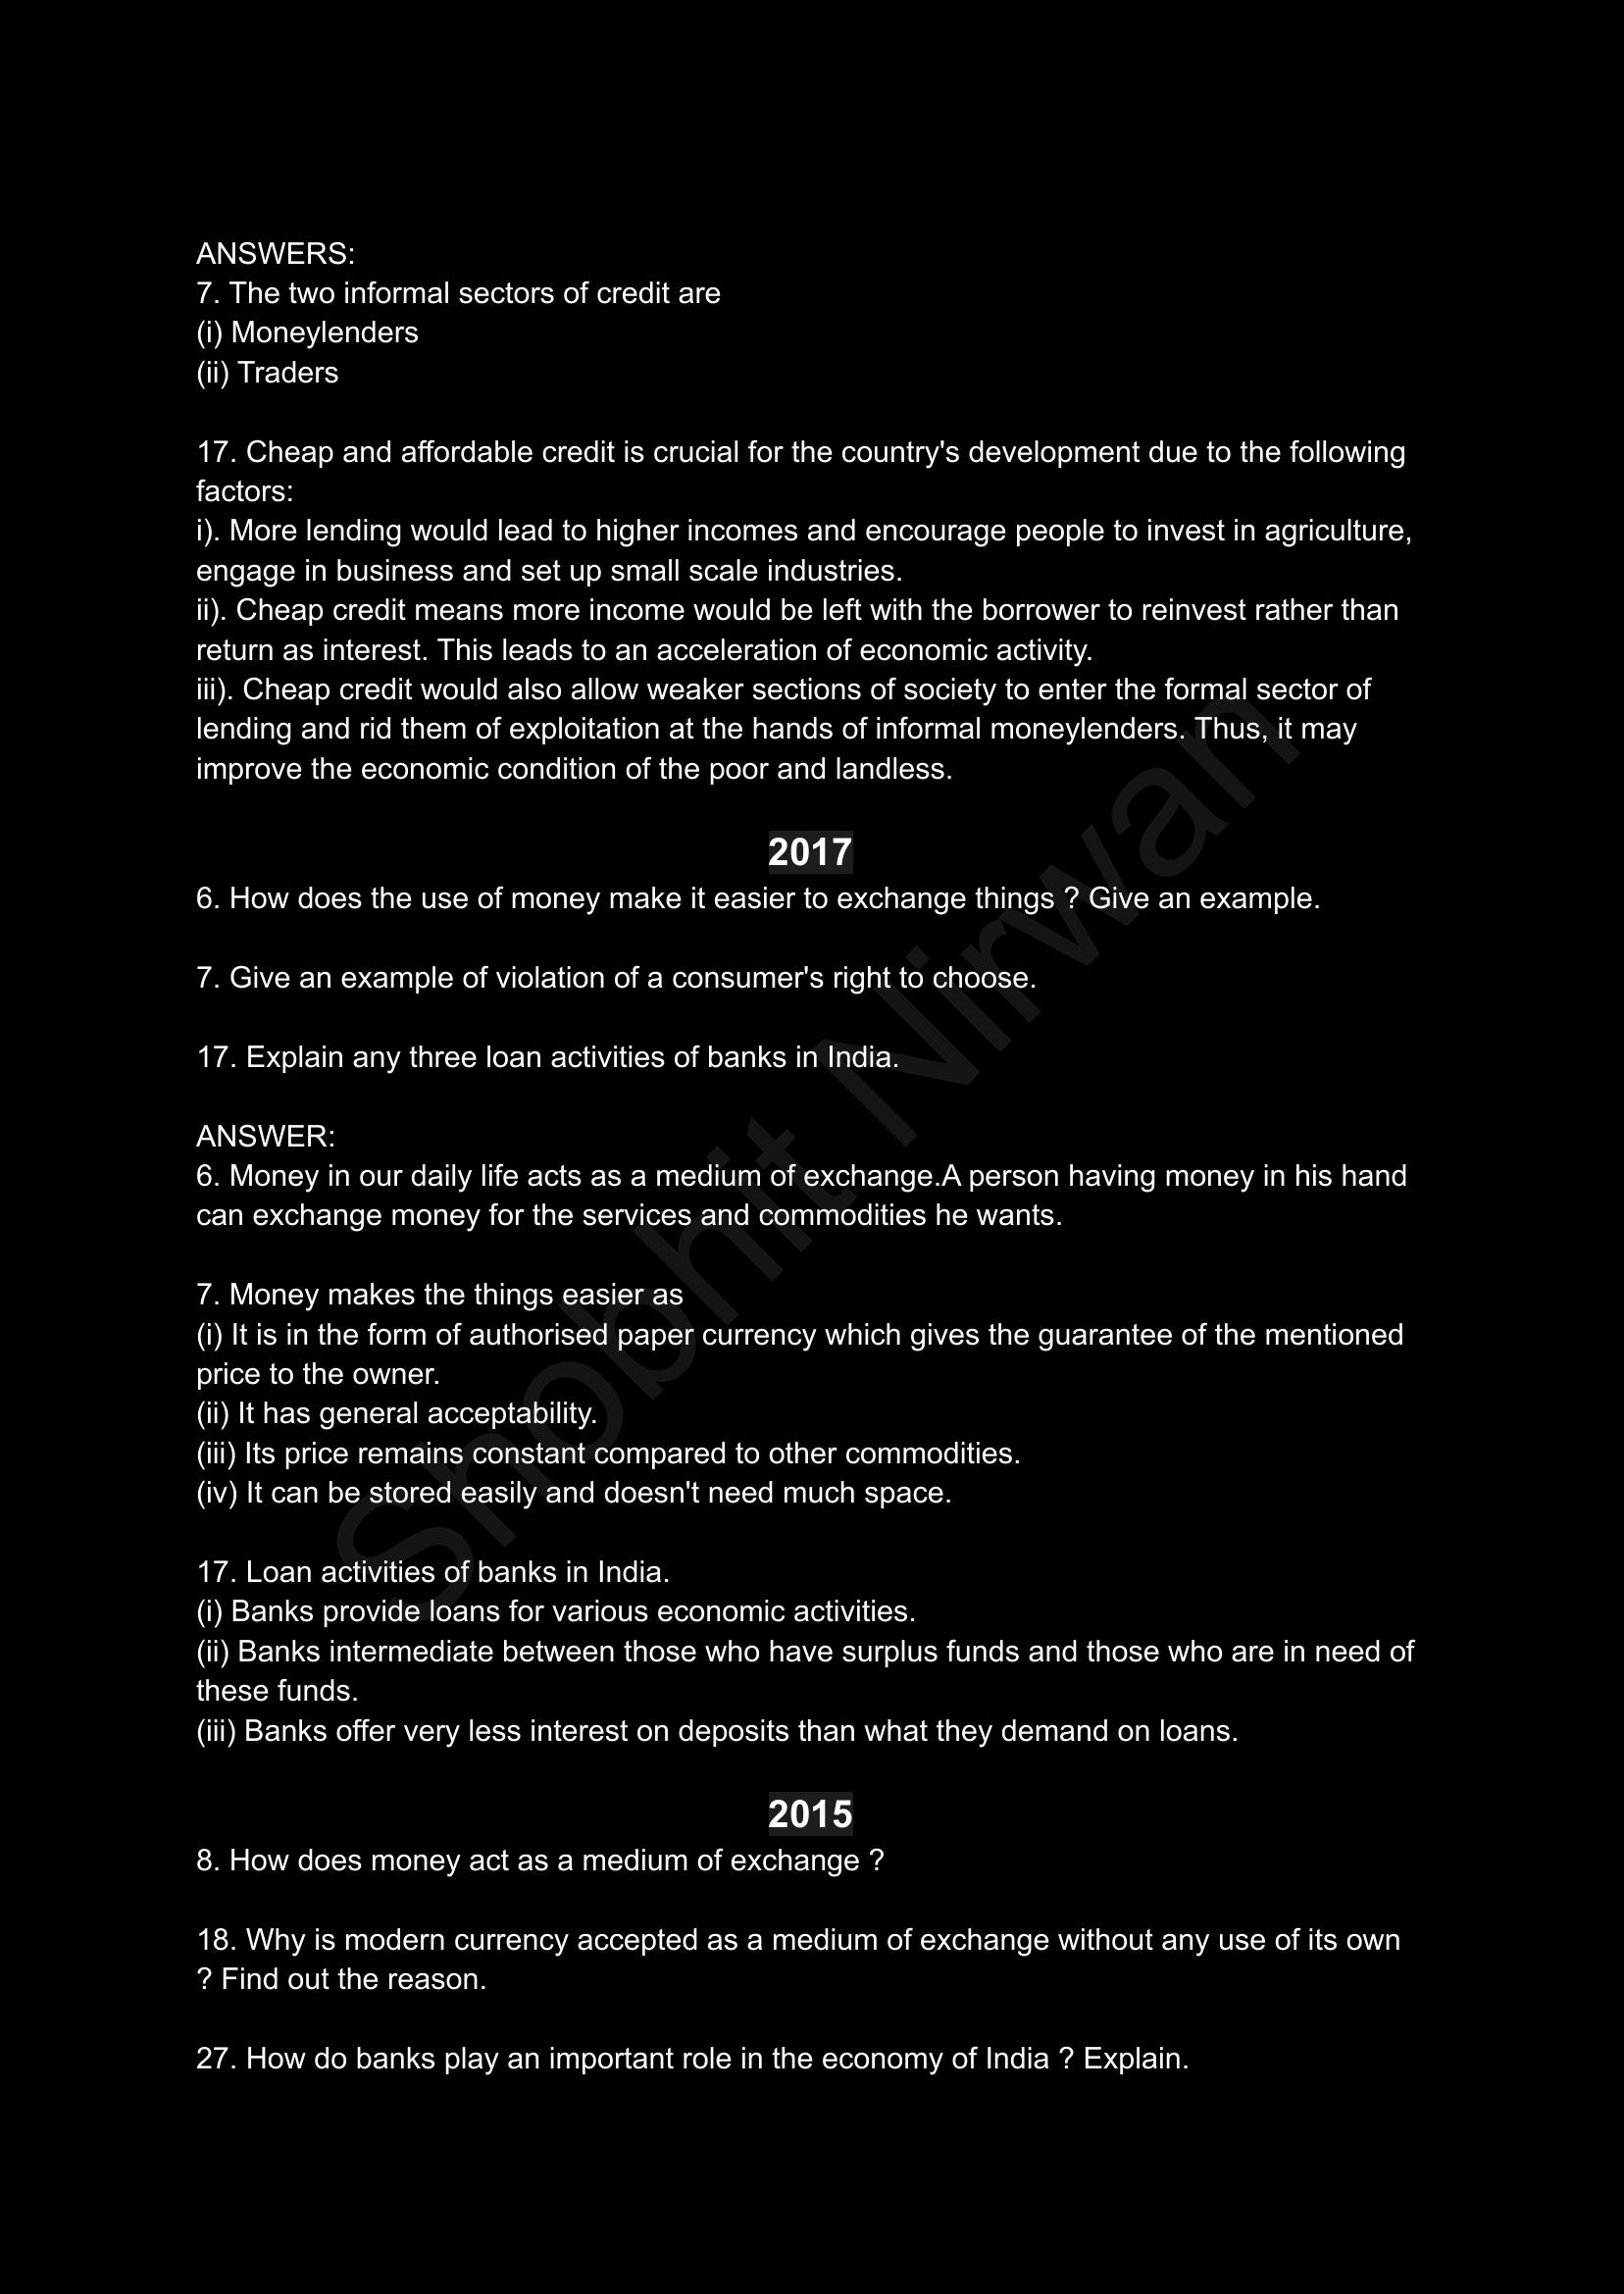 ANSWERS:
7. The two informal sectors of credit are
(i) Moneylenders
(ii) Traders
17. Cheap and affordable credit is crucial for the country's development due to the following
factors:
i). More lending would lead to higher incomes and encourage people to invest in agriculture,
engage in business and set up small scale industries.
ii). Cheap credit means more income would be left with the borrower to reinvest rather than
return as interest. This leads to an acceleration of economic activity.
iii). Cheap credit would also allow weaker sections of society to enter the formal sector of
lending and rid them of exploitation at the hands of informal moneylenders. Thus, it may
improve the economic condition of the poor and landless.
2017
6. How does the use of money make it easier to exchange things ? Give an example.
7. Give an example of violation of a consumer's right to choose.
17. Explain any three loan activities of banks in India.
ANSWER:
6. Money in our daily life acts as a medium of exchange.A person having money in his hand
can exchange money for the services and commodities he wants.
7. Money makes the things easier as
(i) It is in the form of authorised paper currency which gives the guarantee of the mentioned
price to the owner.
(ii) It has general acceptability.
(iii) Its price remains constant compared to other commodities.
(iv) It can be stored easily and doesn't need much space.
17. Loan activities of banks in India.
(i) Banks provide loans for various economic activities.
(ii) Banks intermediate between those who have surplus funds and those who are in need of
these funds.
(iii) Banks offer very less interest on deposits than what they demand on loans.
2015
8. How does money act as a medium of exchange ?
18. Why is modern currency accepted as a medium of exchange without any use of its own
? Find out the reason.
27. How do banks play an important role in the economy of India ? Explain.
Shobhit Nirwan